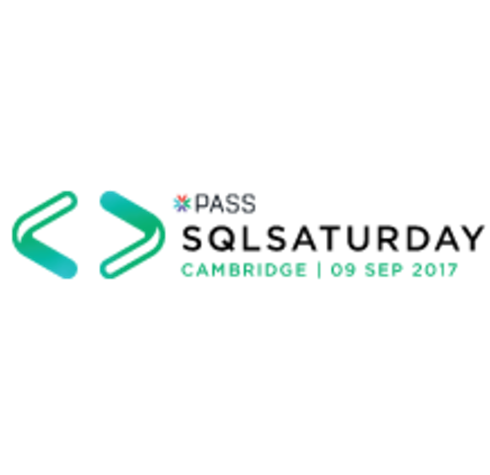 PASS
SQLSATURDAY
CAMBRIDGE | 09 SEP 2017